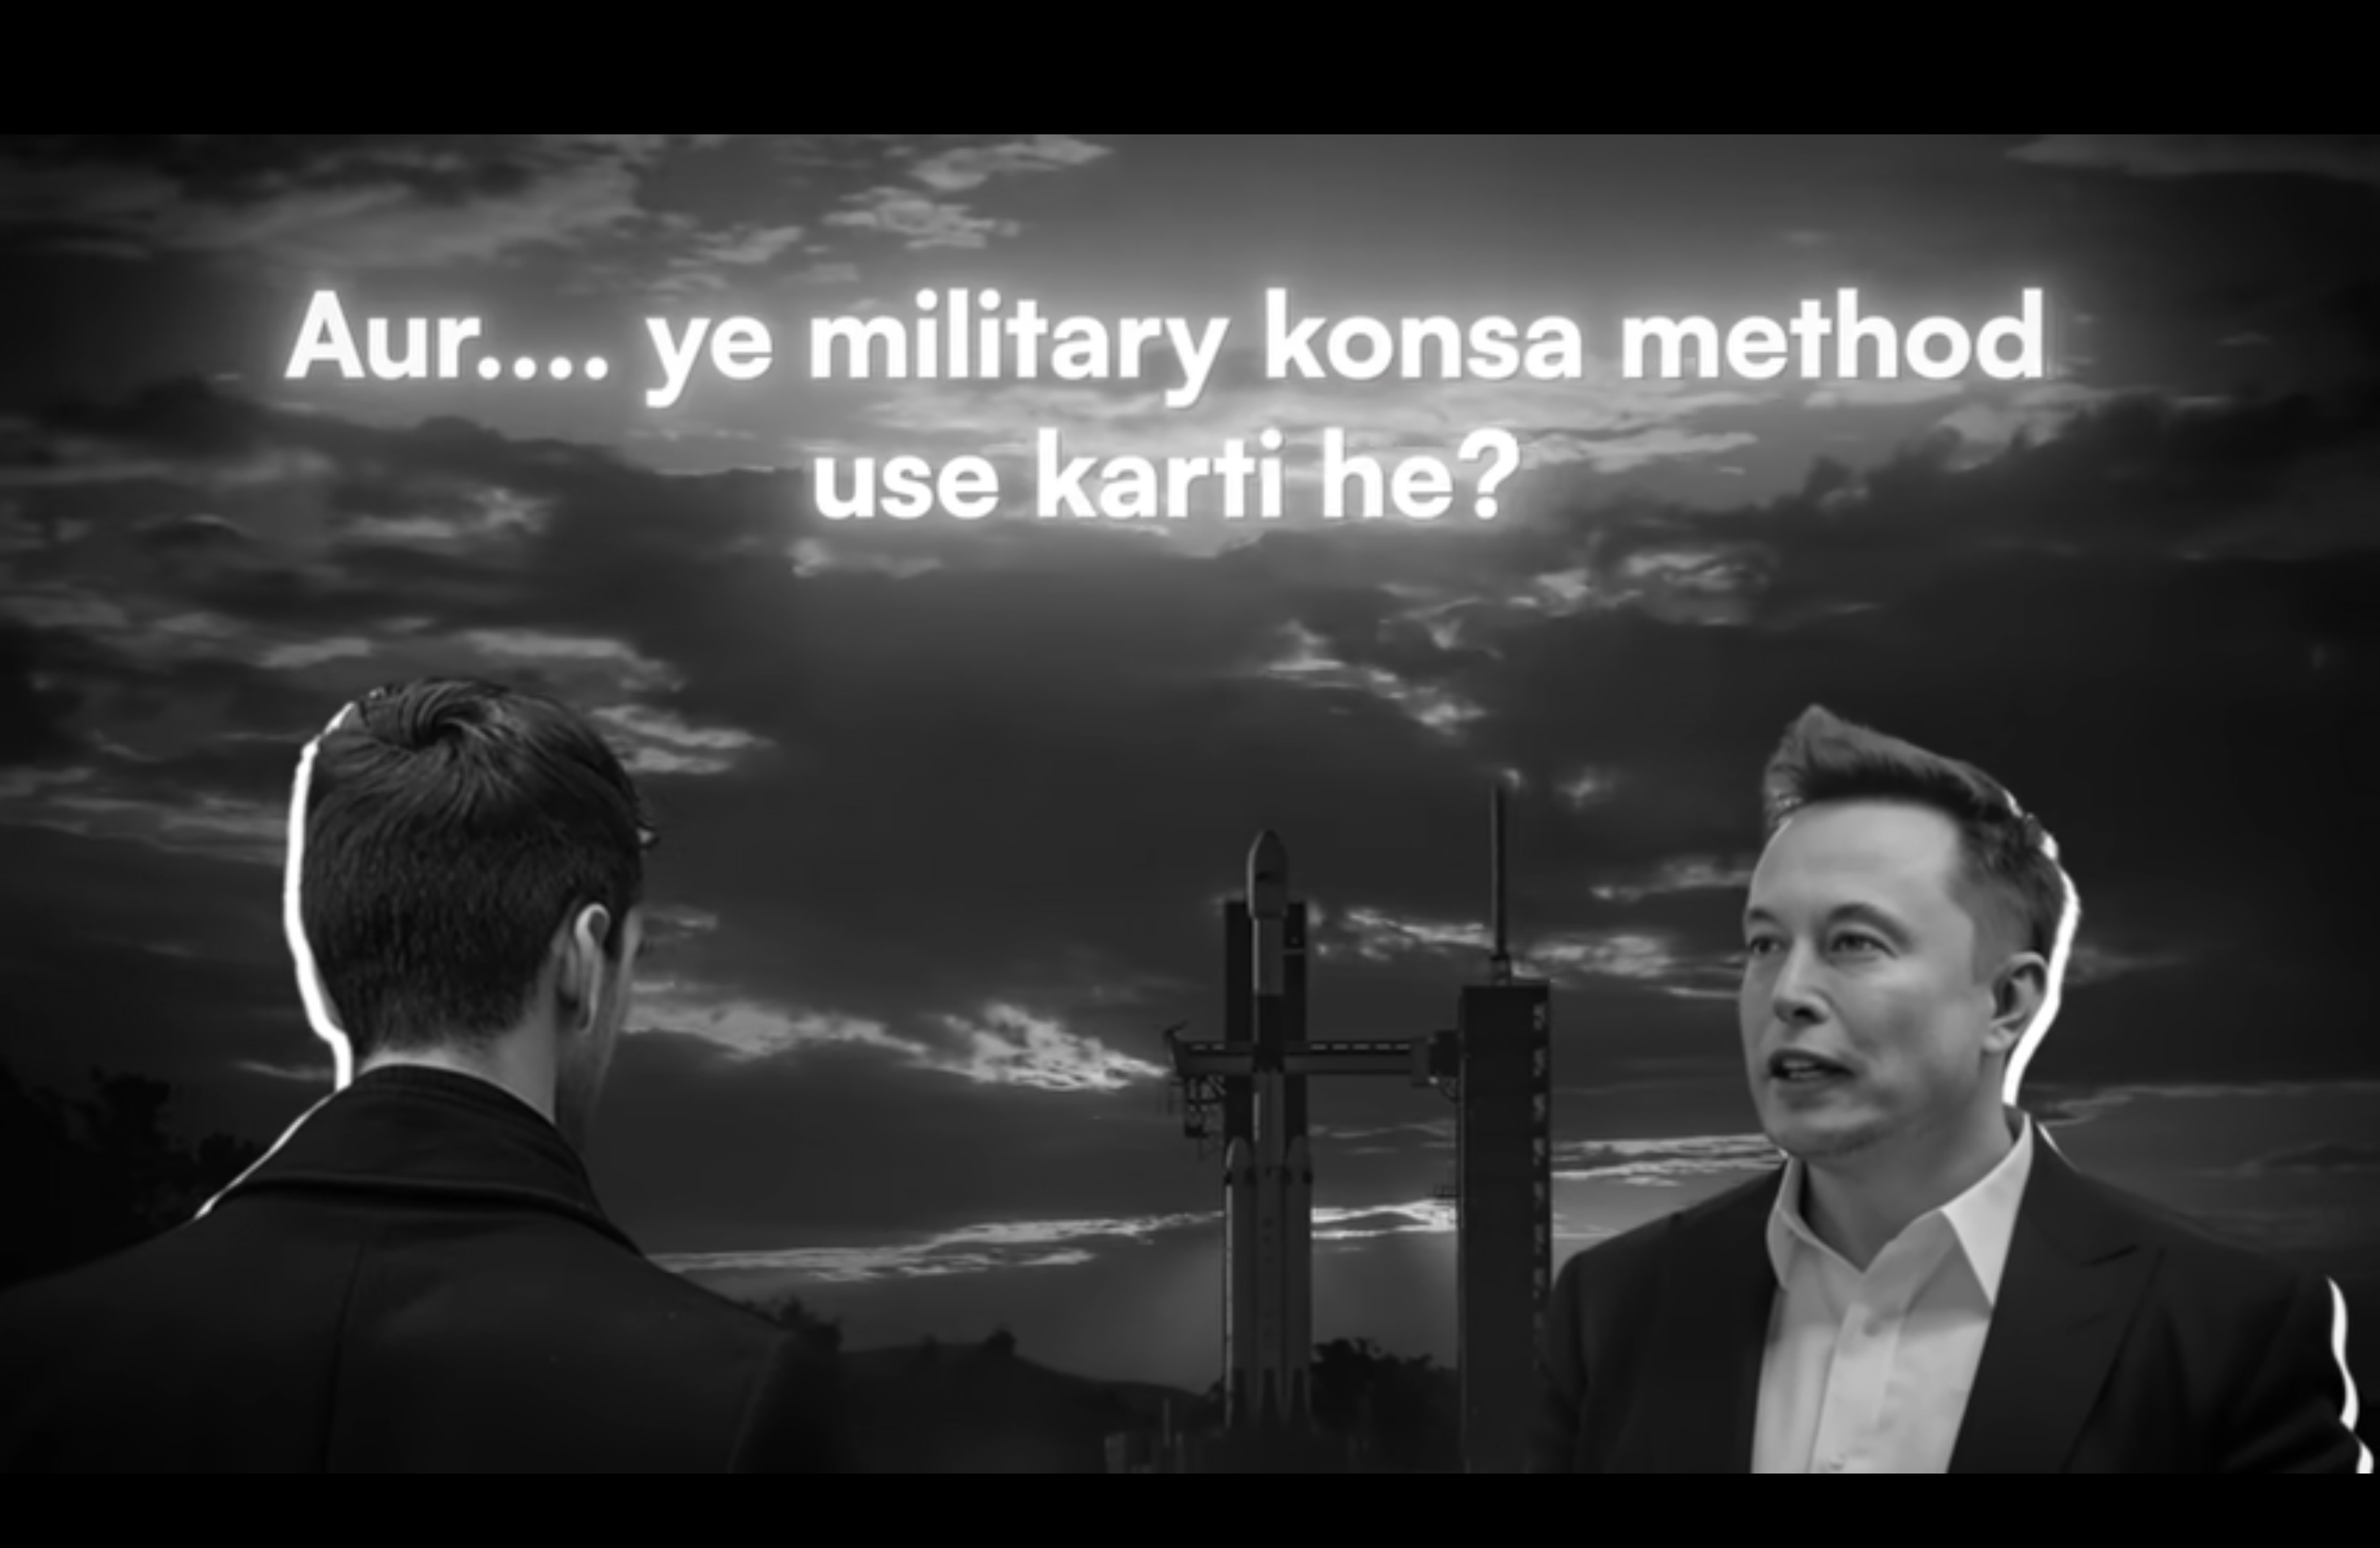 Aur.... ye military konsa method
use karti he?